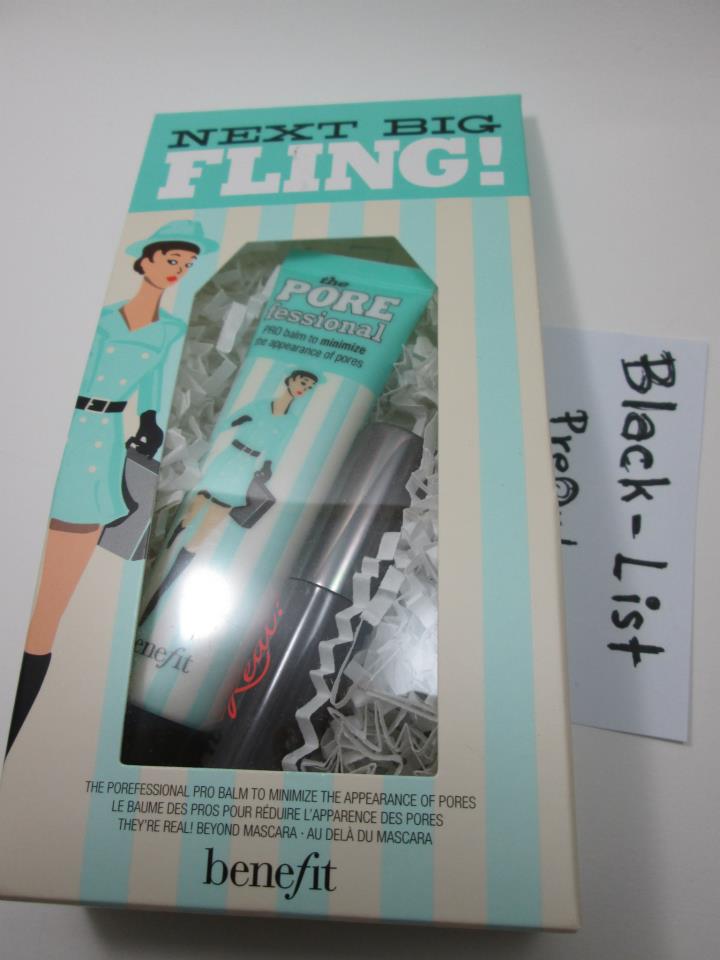 NEXT BIG
FLING!
the
PORE
fessional
PRO balm to minimize
the appearance of pores
benefit
Real!
THE POREFESSIONAL PRO BALM TO MINIMIZE THE APPEARANCE OF PORES
LE BAUME DES PROS POUR RÉDUIRE L'APPARENCE DES PORES
THEY'RE REAL! BEYOND MASCARA · AU DELÀ DU MASCARA
benefit
Black-List